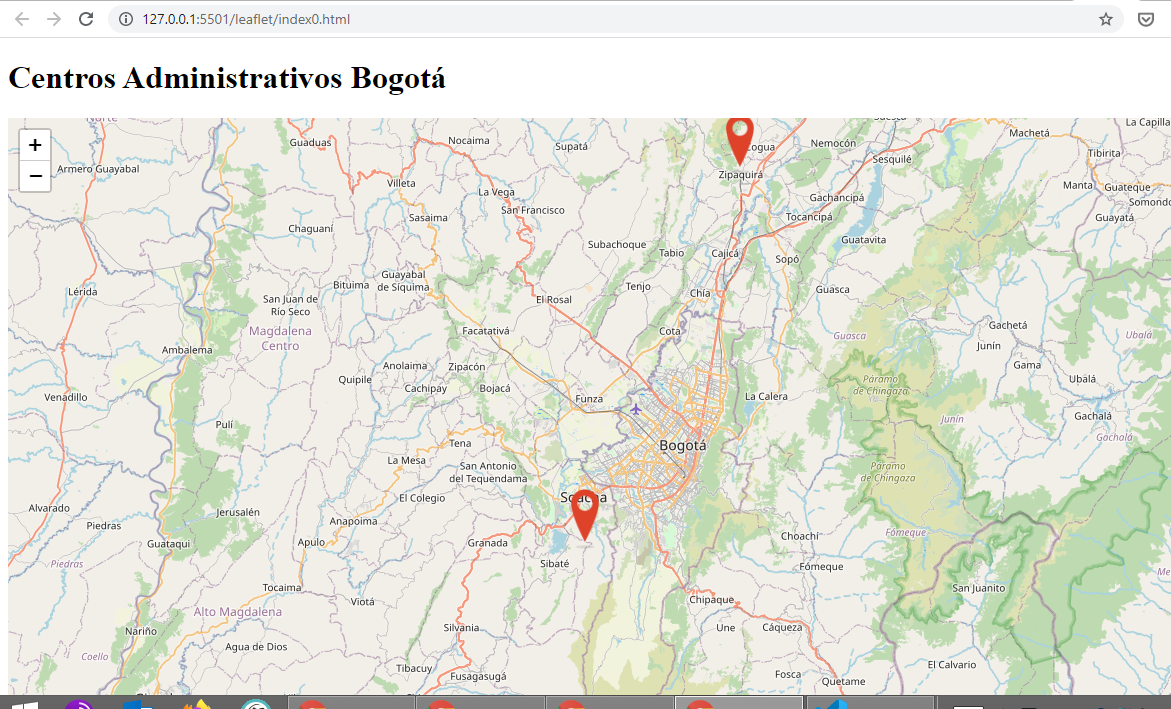 127.0.0.1:5501/leaflet/index0.html
Centros Administrativos Bogotá
+
−
Guaduas
Nocaima
Supatá
Nemocón
Machetá
La Capilla
Armero Guayabal
Villeta
La Vega
San Francisco
Zipaquirá
Sesquilé
Tibirita
Manta
Guateque
Somondoco
Sasaima
Chaguaní
Subachoque
Tabio
Cajicá
Sopó
Gachancipá
Tocancipá
Guatavita
Guayatá
Guayabal
de Síquima
Bituima
Lérida
San Juan de
Río Seco
El Rosal
Tenjo
Chía
Guasca
Magdalena
Centro
Facatativá
Cota
Guasca
Gachetá
Junín
Ubalá
Ambalema
Anolaima
Zipacón
Quipile
Cachipay
Bojacá
Gama
Ubalá
Páramo
de Chingaza
Venadillo
Funza
La Calera
Junín
Gachalá
Gachalá
Pulí
Tena
Bogotá
La Mesa
San Antonio
del Tequendama
Páramo
de Chingaza
El Colegio
Alvarado
Piedras
Jerusalén
Anapoima
Guataqui
Apulo
Granada
Sibaté
Choachí
Fómeque
Fómeque
Piedras
Tocaima
Viotá
San Juanito
Alto Magdalena
Chipaque
Nariño
Silvania
Une
Cáqueza
Coello
Agua de Dios
Tibacuy
Fusagasugá
Fosca
Quetame
El Calvario